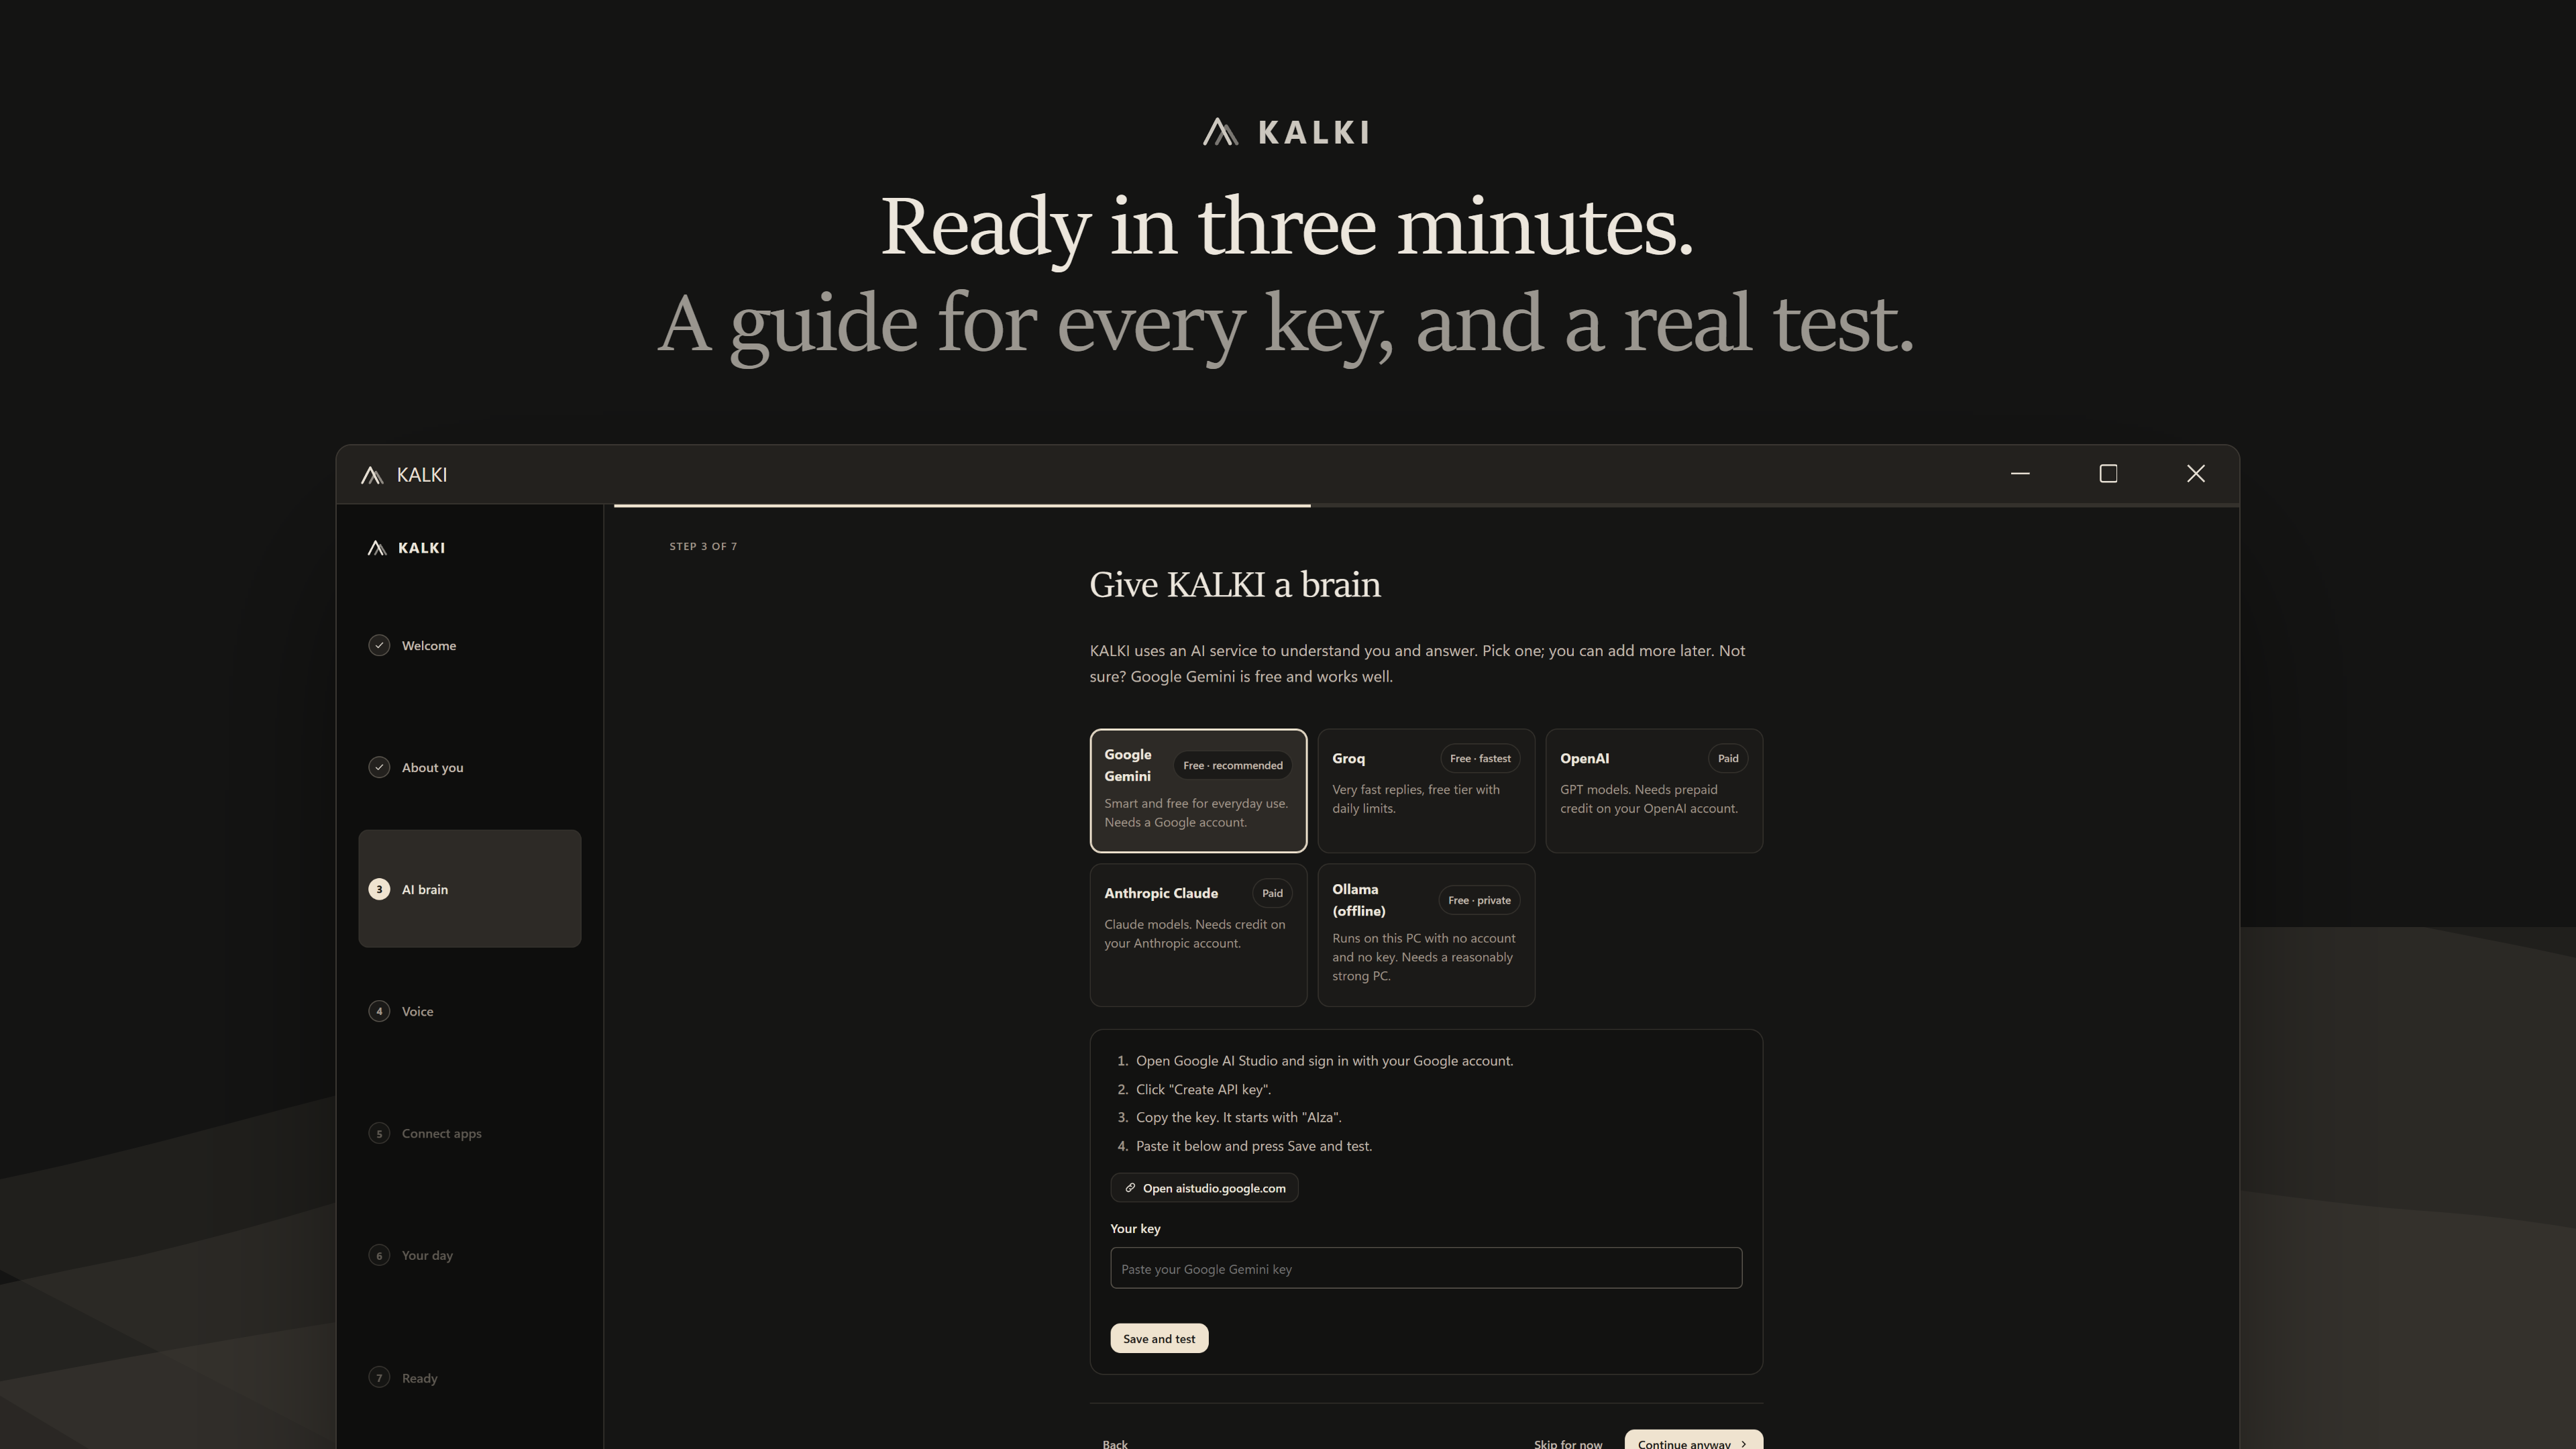 KALKI
Ready in three minutes.
A guide for every key, and a real test.
KALKI
KALKI
Welcome
About you
3 AI brain
4 Voice
5 Connect apps
6 Your day
7 Ready
STEP 3 OF 7
Give KALKI a brain
KALKI uses an AI service to understand you and answer. Pick one; you can add more later. Not
sure? Google Gemini is free and works well.
Google
Gemini
Free · recommended
Smart and free for everyday use.
Needs a Google account.
Groq
Free · fastest
Very fast replies, free tier with
daily limits.
OpenAI
Paid
GPT models. Needs prepaid
credit on your OpenAI account.
Anthropic Claude
Paid
Claude models. Needs credit on
your Anthropic account.
Ollama
(offline)
Free · private
Runs on this PC with no account
and no key. Needs a reasonably
strong PC.
1. Open Google AI Studio and sign in with your Google account.
2. Click "Create API key".
3. Copy the key. It starts with "AIza".
4. Paste it below and press Save and test.
Open aistudio.google.com
Your key
Paste your Google Gemini key
Save and test
Back
Skip for now
Continue anyway